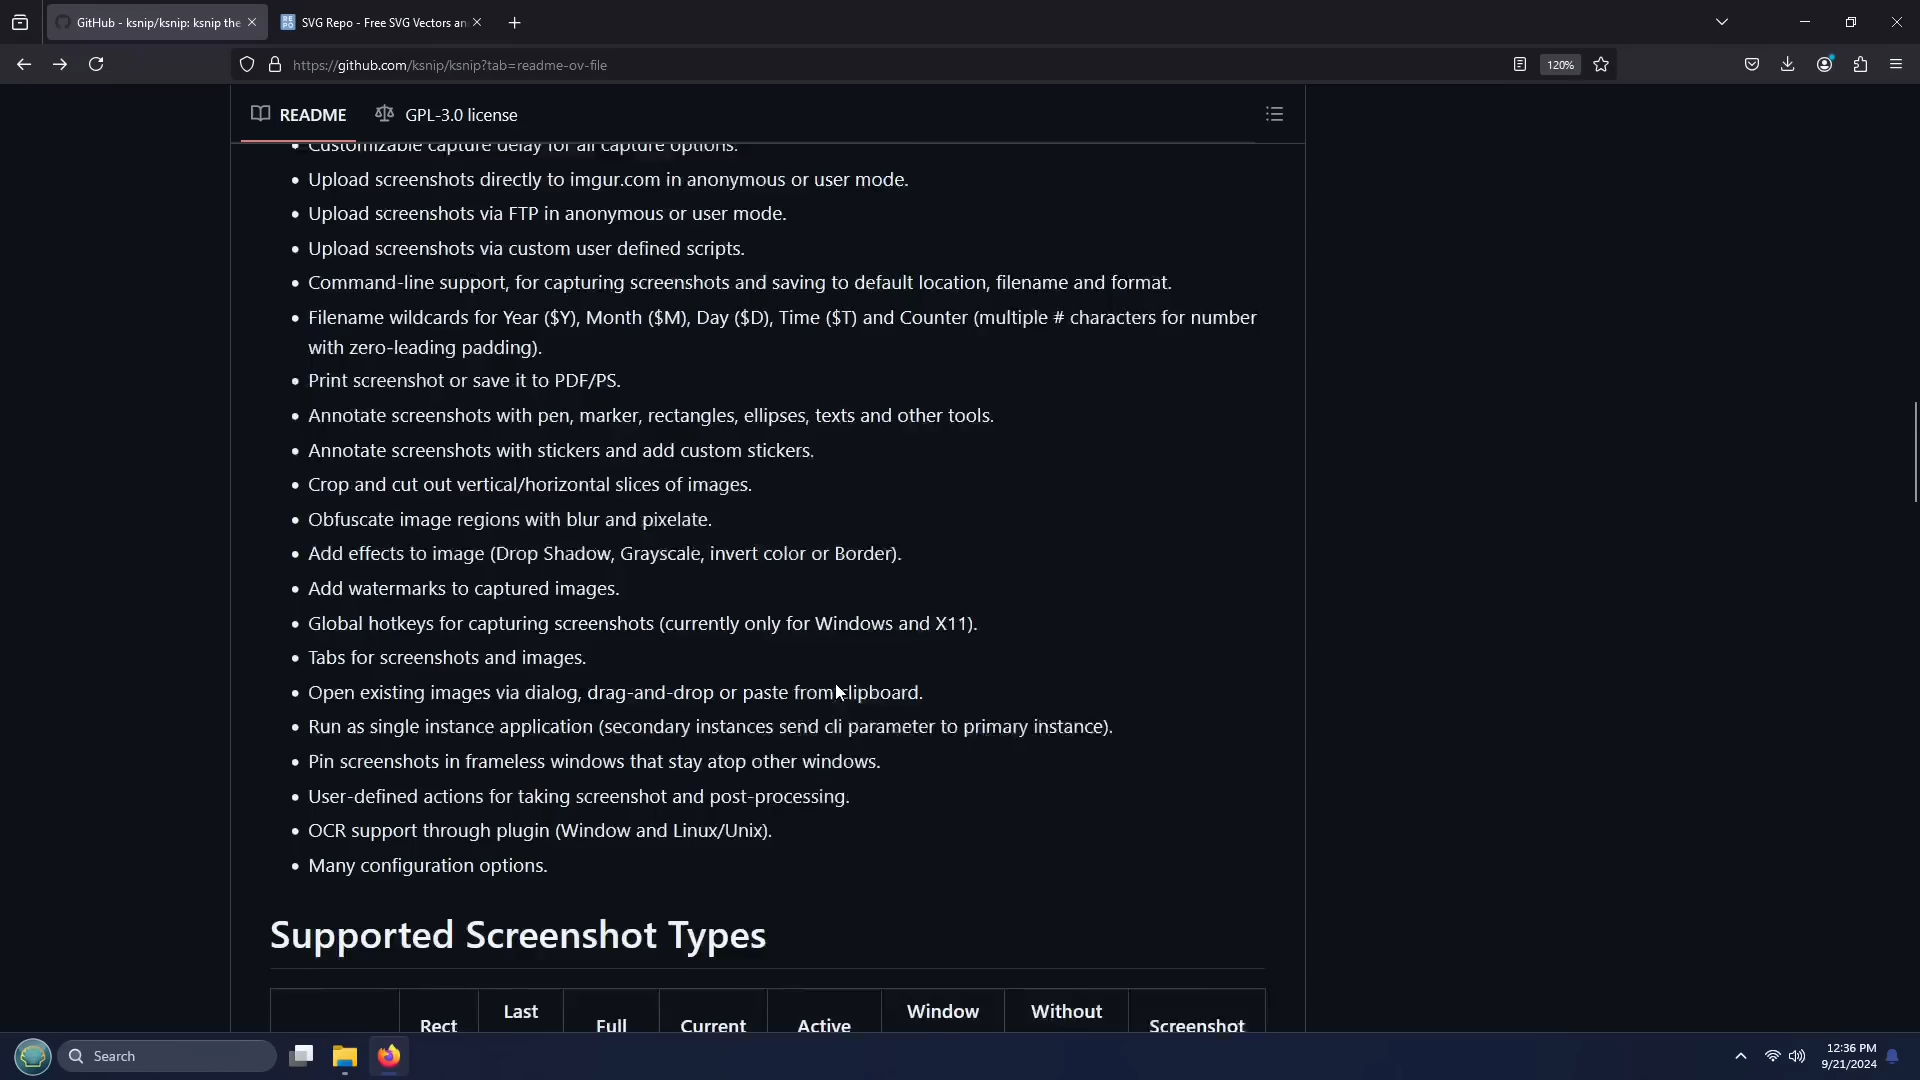 GitHub - ksnip/ksnip: ksnip the
SVG Repo - Free SVG Vectors an
https://github.com/ksnip/ksnip?tab=readme-ov-file
120%
README
GPL-3.0 license
Customizable capture delay for all capture options.
Upload screenshots directly to imgur.com in anonymous or user mode.
Upload screenshots via FTP in anonymous or user mode.
Upload screenshots via custom user defined scripts.
Command-line support, for capturing screenshots and saving to default location, filename and format.
Filename wildcards for Year ($Y), Month ($M), Day ($D), Time ($T) and Counter (multiple # characters for number
with zero-leading padding).
Print screenshot or save it to PDF/PS.
Annotate screenshots with pen, marker, rectangles, ellipses, texts and other tools.
Annotate screenshots with stickers and add custom stickers.
Crop and cut out vertical/horizontal slices of images.
Obfuscate image regions with blur and pixelate.
Add effects to image (Drop Shadow, Grayscale, invert color or Border).
Add watermarks to captured images.
Global hotkeys for capturing screenshots (currently only for Windows and X11).
Tabs for screenshots and images.
Open existing images via dialog, drag-and-drop or paste from clipboard.
Run as single instance application (secondary instances send cli parameter to primary instance).
Pin screenshots in frameless windows that stay atop other windows.
User-defined actions for taking screenshot and post-processing.
OCR support through plugin (Window and Linux/Unix).
Many configuration options.
Supported Screenshot Types
Last Window Without
Rect Full Current Active Screenshot
Search
12:36 PM
9/21/2024